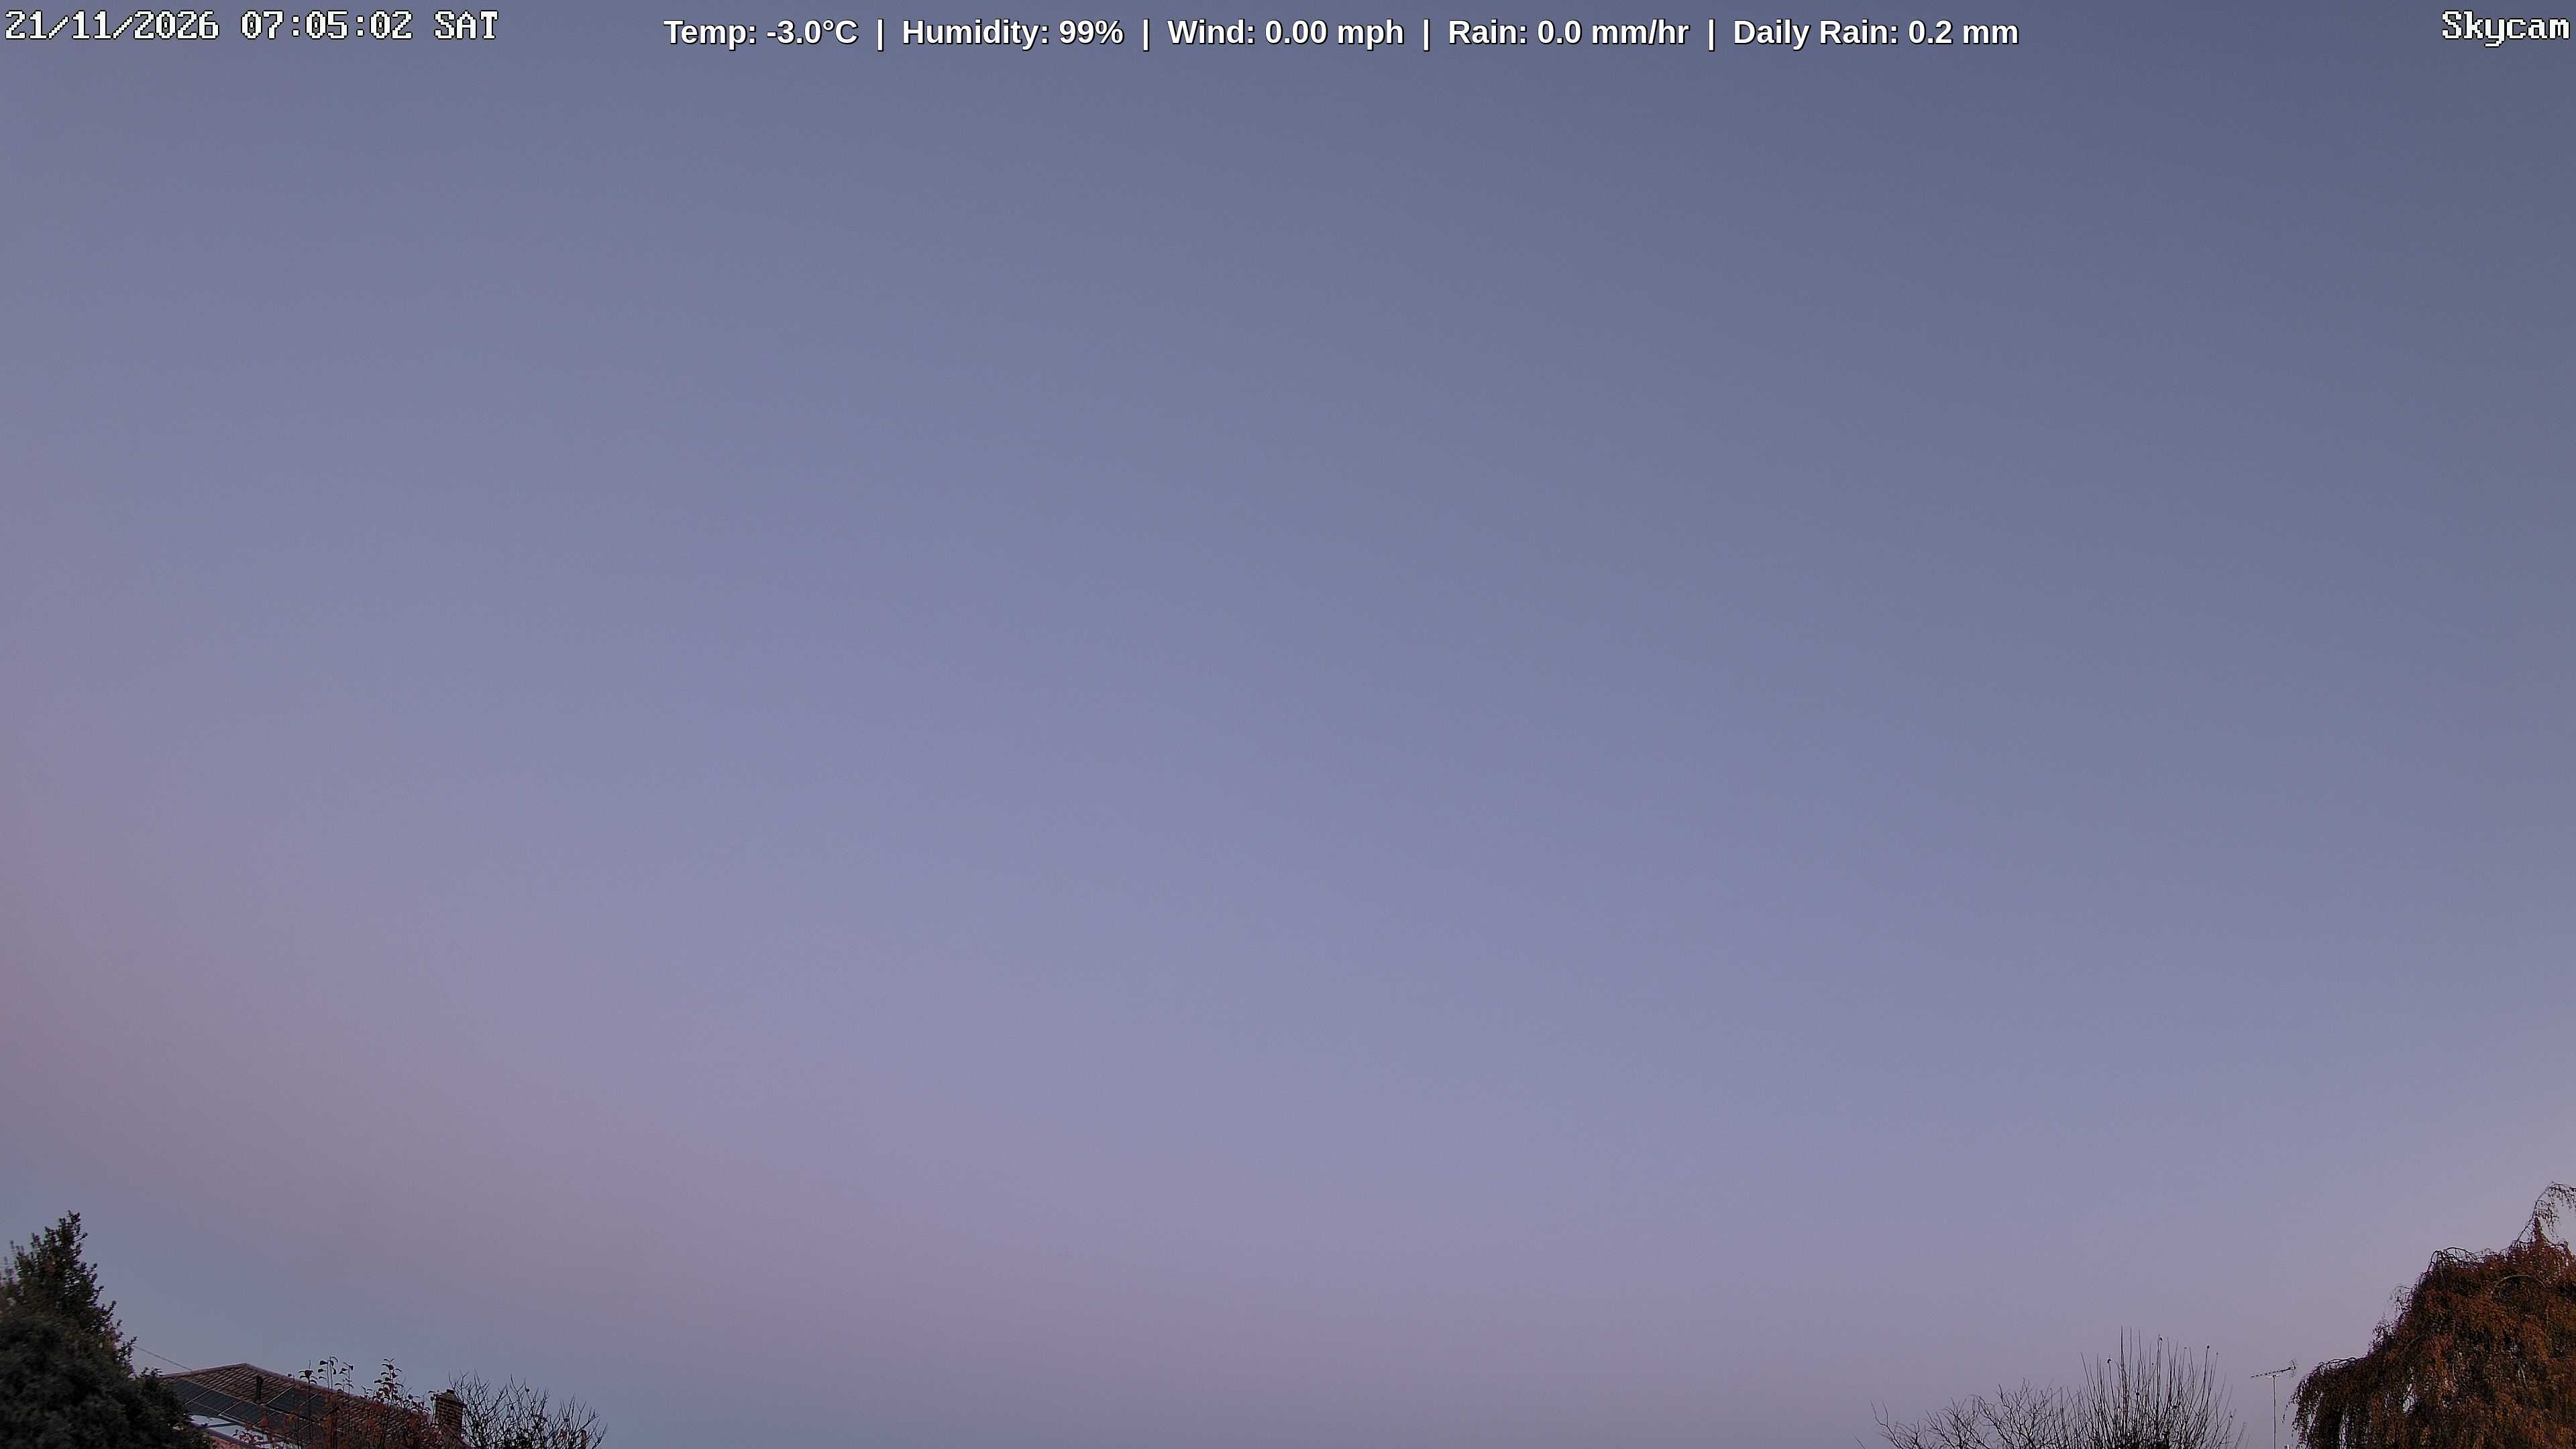 21/11/2026 07:05:02 SAT
Temp: -3.0°C | Humidity: 99% | Wind: 0.00 mph | Rain: 0.0 mm/hr | Daily Rain: 0.2 mm
Skycam